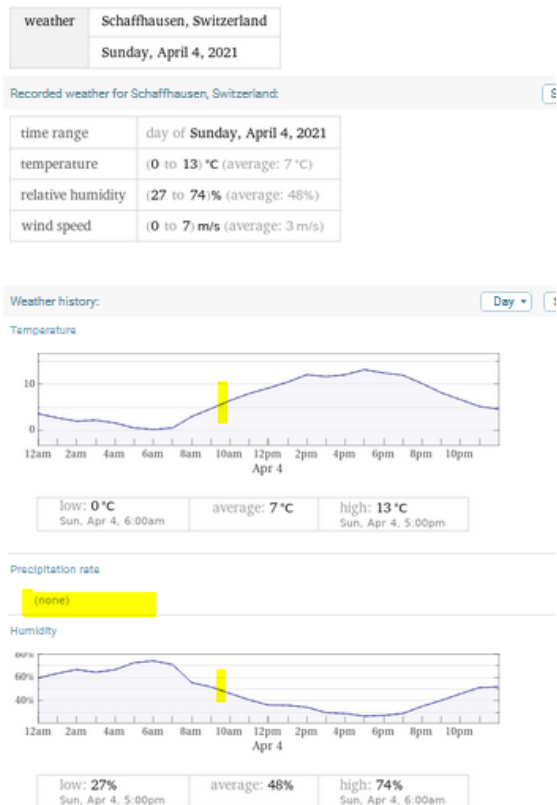 weather Schaffhausen, Switzerland
Sunday, April 4, 2021
Recorded weather for Schaffhausen, Switzerland:
time range day of Sunday, April 4, 2021
temperature (0 to 13) °C (average: 7 °C)
relative humidity (27 to 74)% (average: 48%)
wind speed (0 to 7) m/s (average: 3 m/s)
Weather history: Day
Temperature
10
0
12am 2am 4am 6am 8am 10am 12pm 2pm 4pm 6pm 8pm 10pm
Apr 4
low: 0 °C average: 7 °C high: 13 °C
Sun, Apr 4, 6:00am Sun, Apr 4, 5:00pm
Precipitation rate
(none)
Humidity
80%
60%
40%
12am 2am 4am 6am 8am 10am 12pm 2pm 4pm 6pm 8pm 10pm
Apr 4
low: 27% average: 48% high: 74%
Sun, Apr 4, 5:00pm Sun, Apr 4, 6:00am